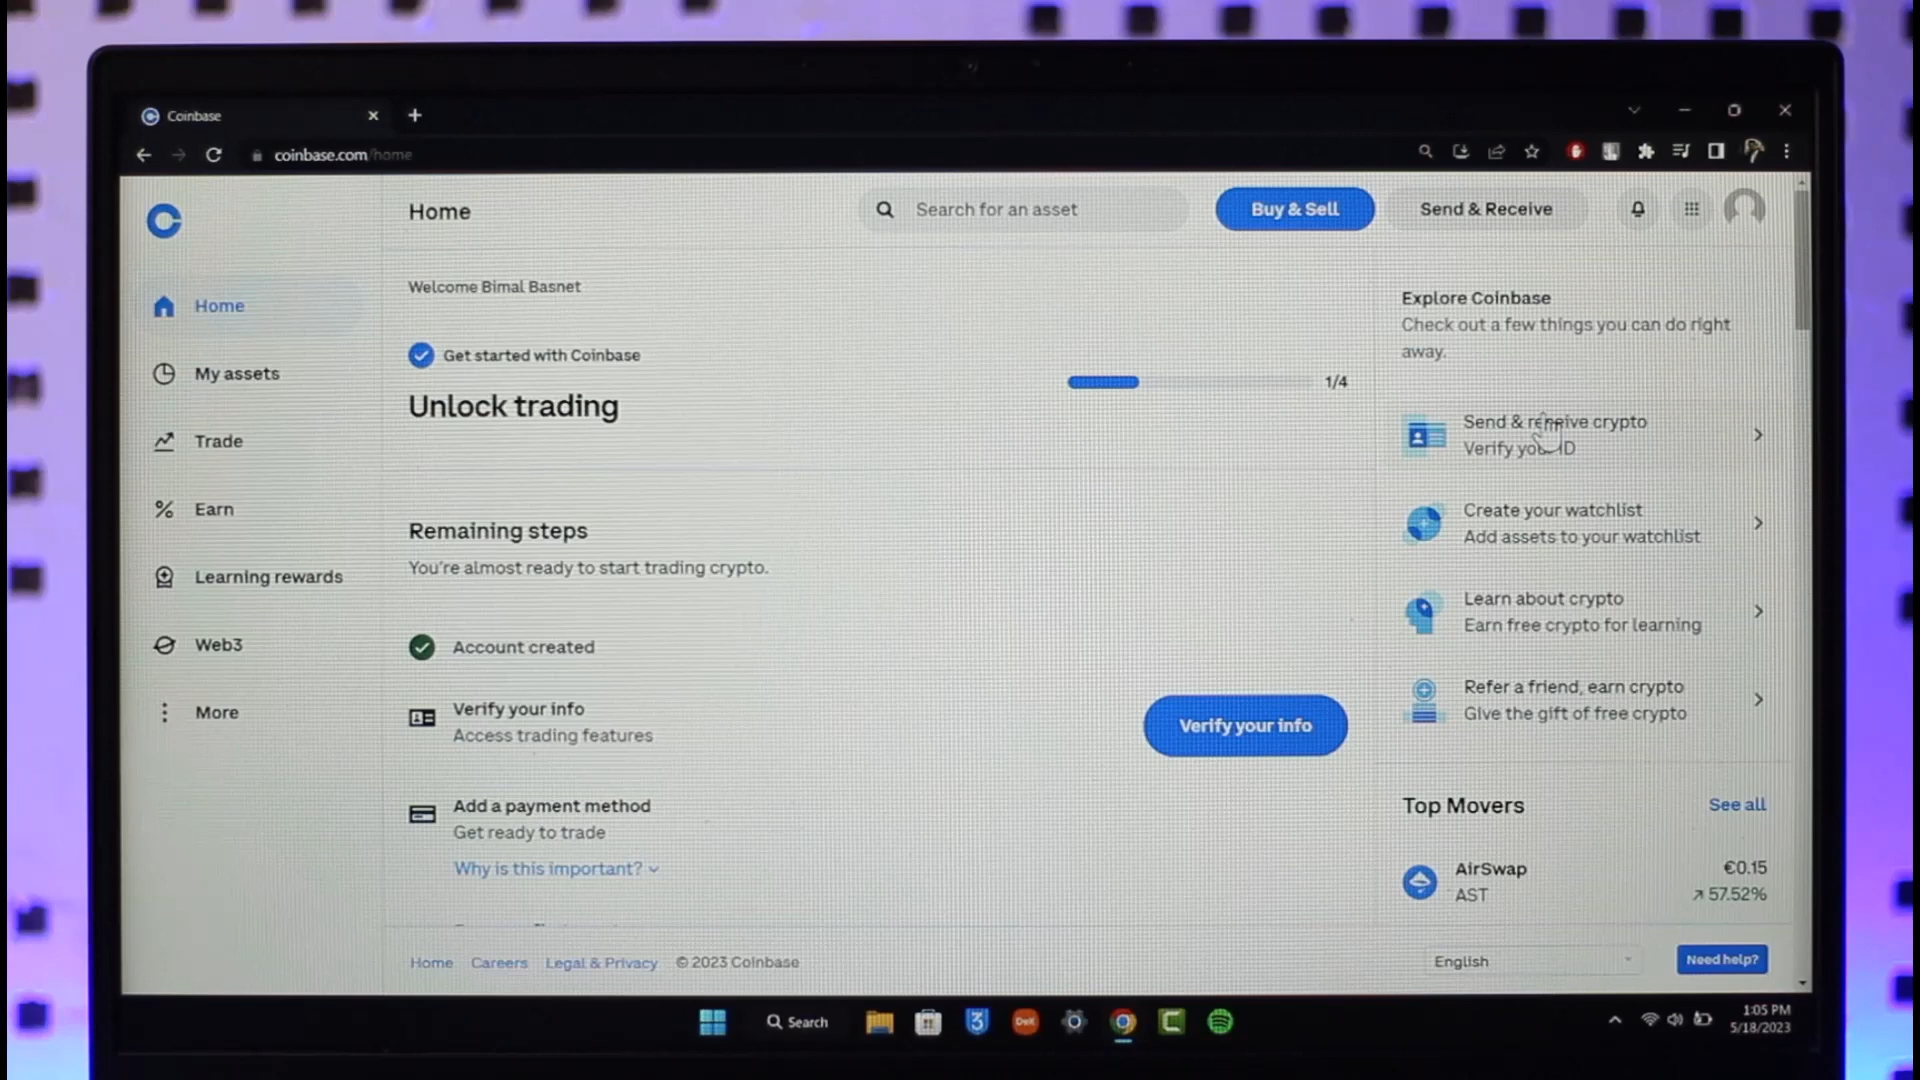 Coinbase
coinbase.com/home
Home
Search for an asset
Buy & Sell
Send & Receive
Home
My assets
Trade
Earn
Learning rewards
Web3
More
Welcome Bimal Basnet
Get started with Coinbase
Unlock trading
1/4
Remaining steps
You're almost ready to start trading crypto.
Account created
Verify your info
Access trading features
Verify your info
Add a payment method
Get ready to trade
Why is this important?
Explore Coinbase
Check out a few things you can do right
away.
Send & receive crypto
Verify your ID
Create your watchlist
Add assets to your watchlist
Learn about crypto
Earn free crypto for learning
Refer a friend, earn crypto
Give the gift of free crypto
Top Movers
See all
AirSwap
€0.15
AST
↗ 57.52%
Home
Careers
Legal & Privacy
© 2023 Coinbase
English
Need help?
Search
3
1:05 PM
5/18/2023